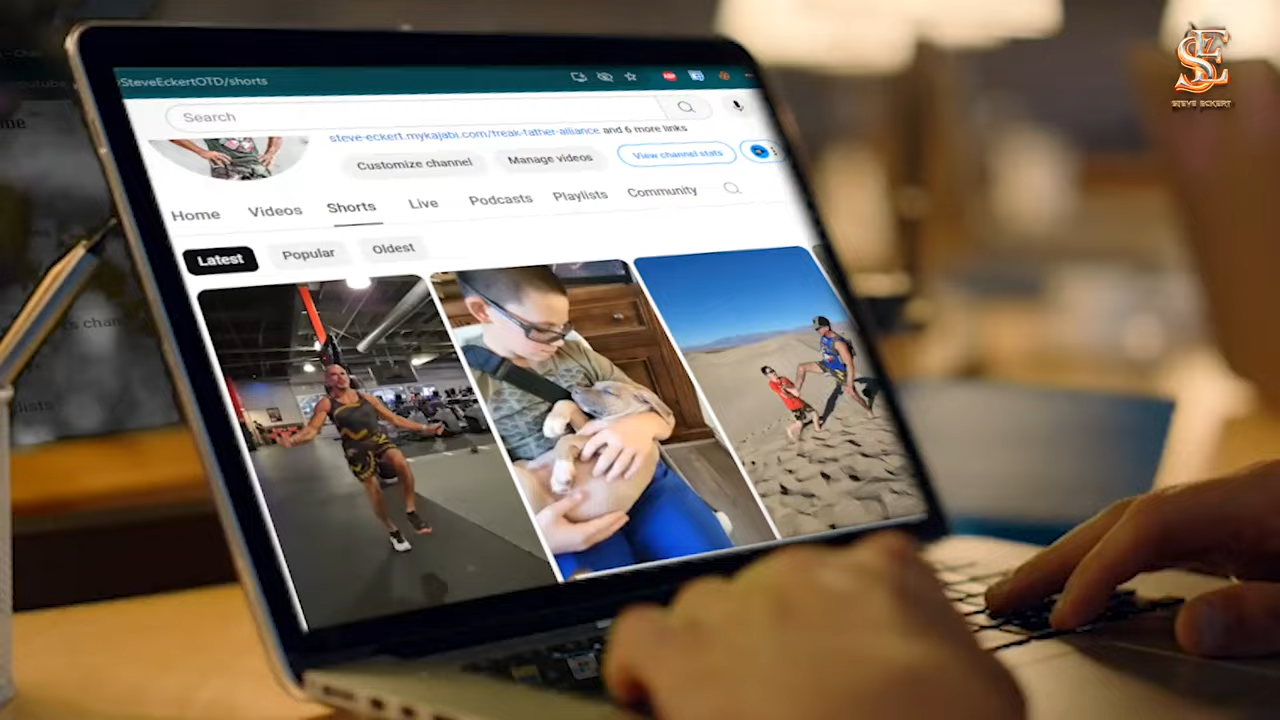 SteveEckertOTD/shorts
Search
steve-eckert.mykajabi.com/freak-father-alliance and 6 more links
Customize channel
Manage videos
View channel stats
Home
Videos
Shorts
Live
Podcasts
Playlists
Community
Latest
Popular
Oldest
STEVE ECKERT